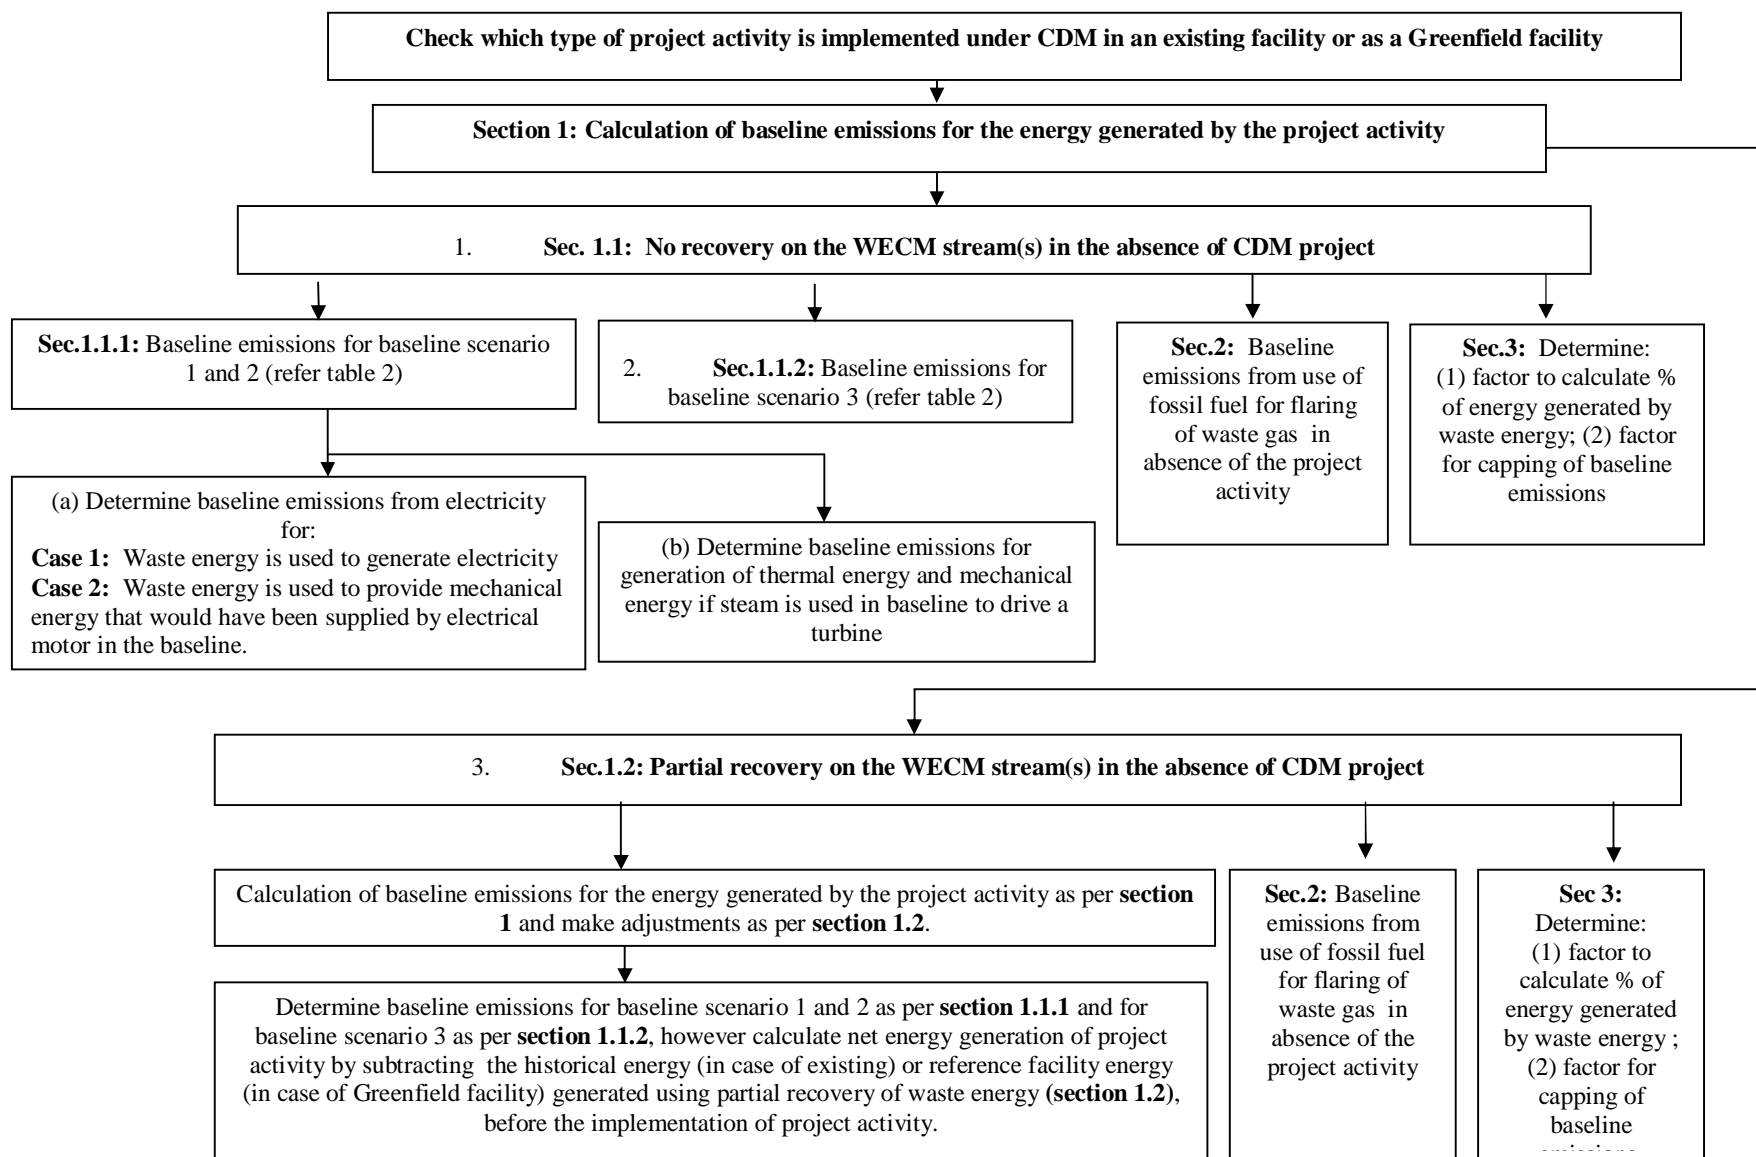 Check which type of project activity is implemented under CDM in an existing facility or as a Greenfield facility
Section 1: Calculation of baseline emissions for the energy generated by the project activity
1. Sec. 1.1: No recovery on the WECM stream(s) in the absence of CDM project
Sec.1.1.1: Baseline emissions for baseline scenario
1 and 2 (refer table 2)
2. Sec.1.1.2: Baseline emissions for
baseline scenario 3 (refer table 2)
Sec.2: Baseline
emissions from use of
fossil fuel for flaring
of waste gas in
absence of the project
activity
Sec.3: Determine:
(1) factor to calculate %
of energy generated by
waste energy; (2) factor
for capping of baseline
emissions
(a) Determine baseline emissions from electricity
for:
Case 1: Waste energy is used to generate electricity
Case 2: Waste energy is used to provide mechanical
energy that would have been supplied by electrical
motor in the baseline.
(b) Determine baseline emissions for
generation of thermal energy and mechanical
energy if steam is used in baseline to drive a
turbine
3. Sec.1.2: Partial recovery on the WECM stream(s) in the absence of CDM project
Calculation of baseline emissions for the energy generated by the project activity as per section
1 and make adjustments as per section 1.2.
Determine baseline emissions for baseline scenario 1 and 2 as per section 1.1.1 and for
baseline scenario 3 as per section 1.1.2, however calculate net energy generation of project
activity by subtracting the historical energy (in case of existing) or reference facility energy
(in case of Greenfield facility) generated using partial recovery of waste energy (section 1.2),
before the implementation of project activity.
Sec.2: Baseline
emissions from
use of fossil fuel
for flaring of
waste gas in
absence of the
project activity
Sec 3:
Determine:
(1) factor to
calculate % of
energy generated
by waste energy ;
(2) factor for
capping of
baseline